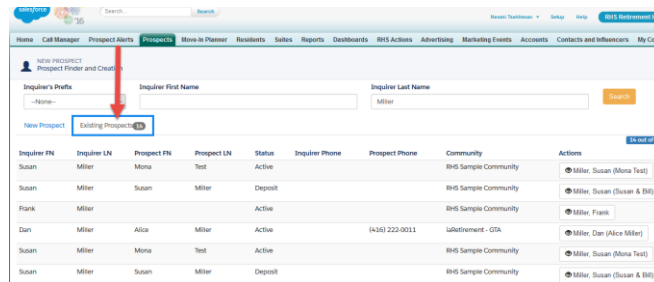 salesforce
'16
Search...
Search
Setup
Help
RHS Retirement H
Home
Call Manager
Prospect Alerts
Prospects
Move-In Planner
Residents
Suites
Reports
Dashboards
RHS Actions
Advertising
Marketing Events
Accounts
Contacts and Influencers
My Co
NEW PROSPECT
Prospect Finder and Creation
Inquirer's Prefix
Inquirer First Name
Inquirer Last Name
--None--
Miller
Search
New Prospect
Existing Prospects 14
14 out of
Inquirer FN
Inquirer LN
Prospect FN
Prospect LN
Status
Inquirer Phone
Prospect Phone
Community
Actions
Susan
Miller
Mona
Test
Active
RHS Sample Community
Miller, Susan (Mona Test)
Susan
Miller
Susan
Miller
Deposit
RHS Sample Community
Miller, Susan (Susan & Bill)
Frank
Miller
Active
RHS Sample Community
Miller, Frank
Dan
Miller
Alice
Miller
Active
(416) 222-0011
iaRetirement - GTA
Miller, Dan (Alice Miller)
Susan
Miller
Mona
Test
Active
RHS Sample Community
Miller, Susan (Mona Test)
Susan
Miller
Susan
Miller
Deposit
RHS Sample Community
Miller, Susan (Susan & Bill)